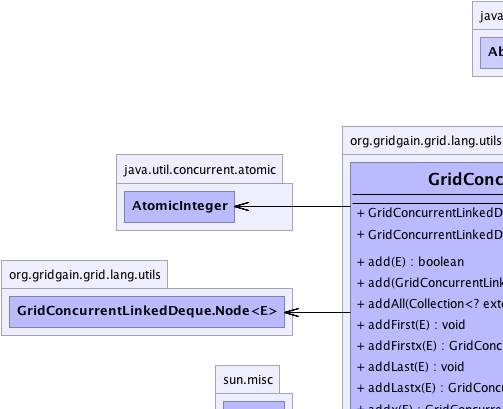 java
Ab
org.gridgain.grid.lang.utils
GridConc
java.util.concurrent.atomic
AtomicInteger
+ GridConcurrentLinkedD
+ GridConcurrentLinkedD
+ add(E) : boolean
+ add(GridConcurrentLink
+ addAll(Collection<? exte
+ addFirst(E) : void
+ addFirstx(E) : GridConcu
+ addLast(E) : void
+ addLastx(E) : GridConcu
+ addx(E) : GridConcurren
org.gridgain.grid.lang.utils
GridConcurrentLinkedDeque.Node<E>
sun.misc